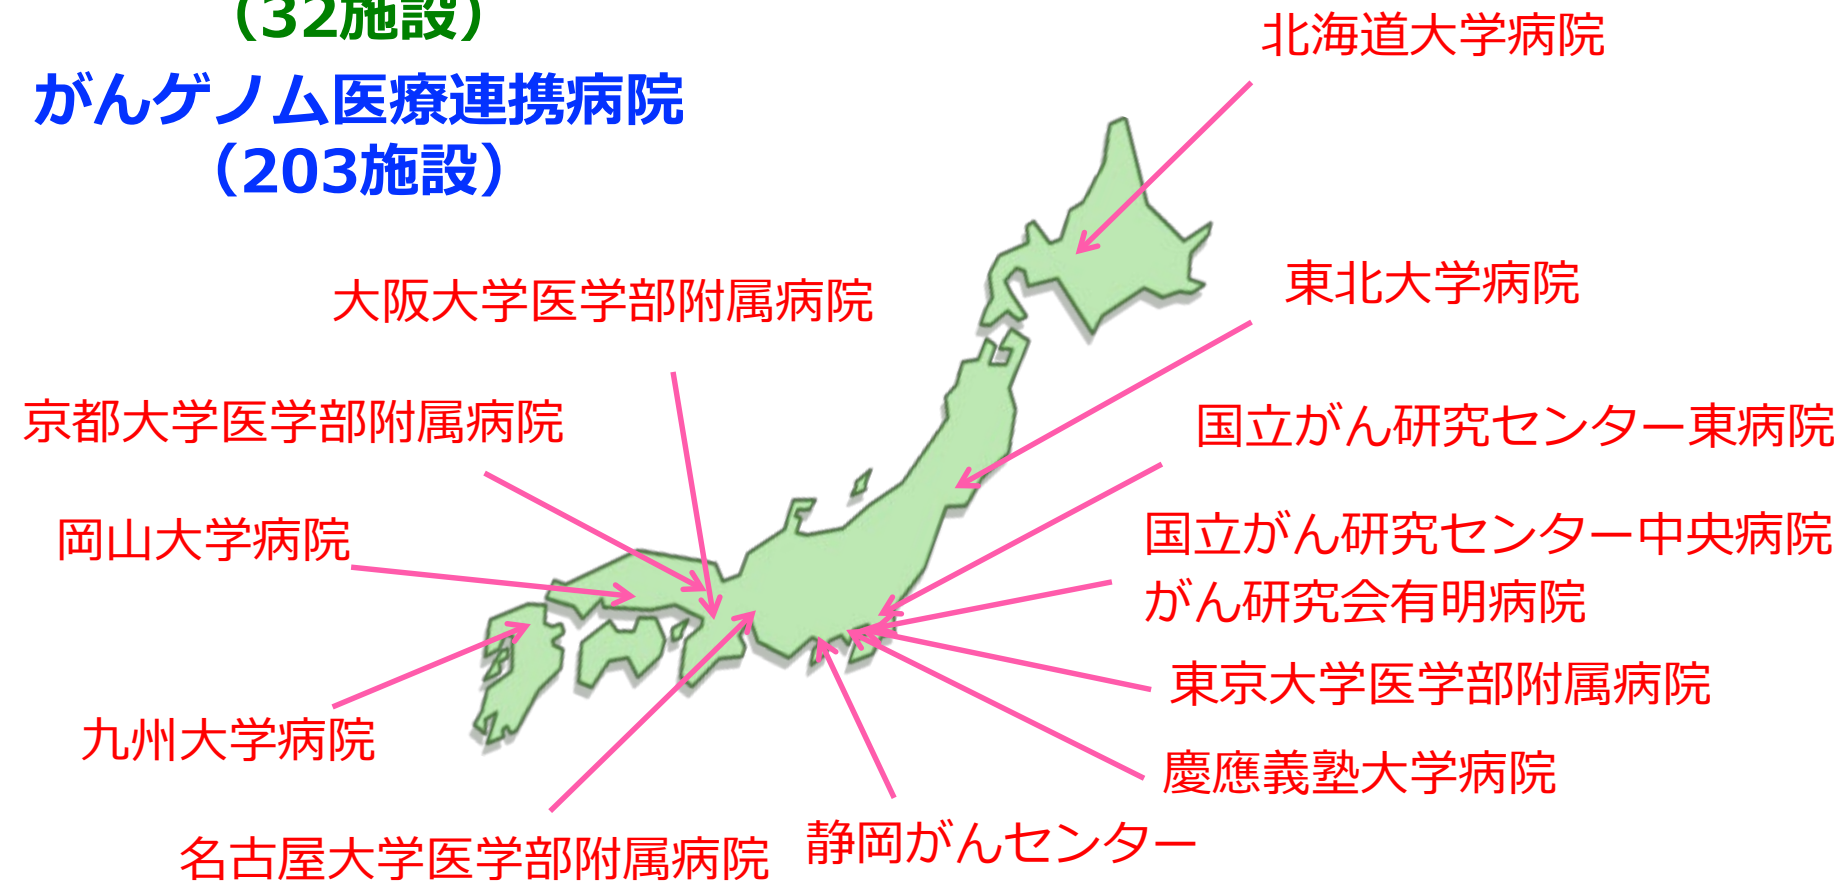 （32施設）
がんゲノム医療連携病院
（203施設）
北海道大学病院
東北大学病院
大阪大学医学部附属病院
京都大学医学部附属病院
国立がん研究センター東病院
岡山大学病院
国立がん研究センター中央病院
がん研究会有明病院
東京大学医学部附属病院
九州大学病院
慶應義塾大学病院
静岡がんセンター
名古屋大学医学部附属病院